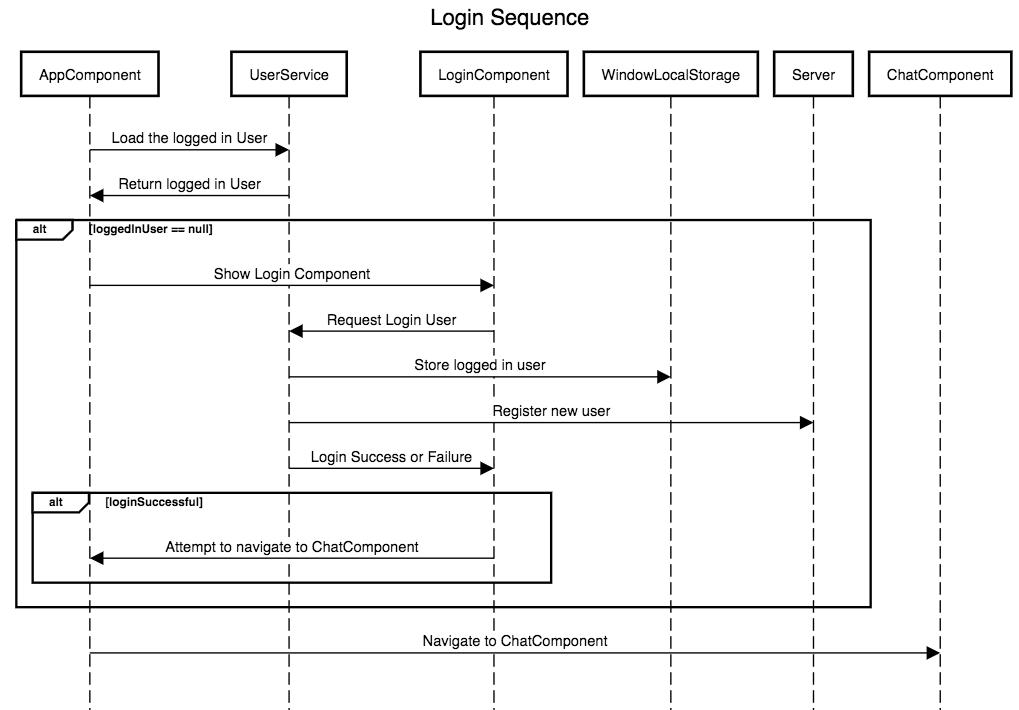 Login Sequence
AppComponent
UserService
LoginComponent
WindowLocalStorage
Server
ChatComponent
Load the logged in User
Return logged in User
alt
[loggedInUser == null]
Show Login Component
Request Login User
Store logged in user
Register new user
Login Success or Failure
alt
[loginSuccessful]
Attempt to navigate to ChatComponent
Navigate to ChatComponent